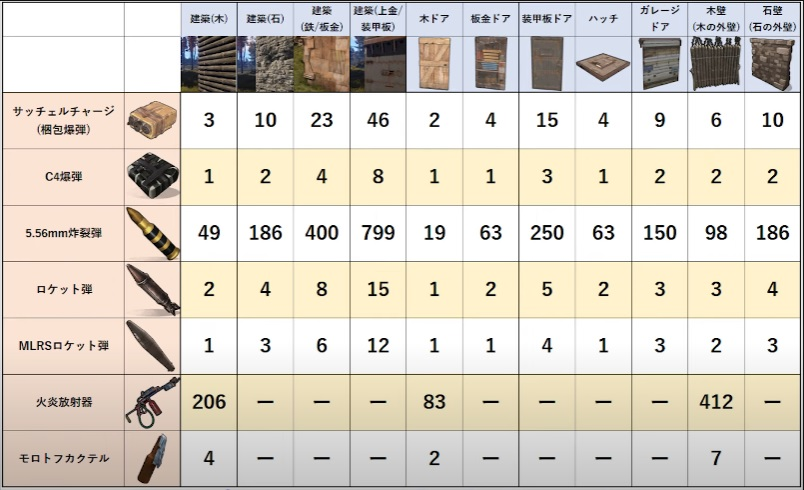 建築(木) 建築(石) 建築(鉄/板金) 建築(上金/装甲板) 木ドア 板金ドア 装甲板ドア ハッチ ガレージドア 木壁(木の外壁) 石壁(石の外壁)
サッチェルチャージ(梱包爆弾) 3 10 23 46 2 4 15 4 9 6 10
C4爆弾 1 2 4 8 1 1 3 1 2 2 2
5.56mm炸裂弾 49 186 400 799 19 63 250 63 150 98 186
ロケット弾 2 4 8 15 1 2 5 2 3 3 4
MLRSロケット弾 1 3 6 12 1 1 4 1 3 2 3
火炎放射器 206 ー ー ー 83 ー ー ー ー 412 ー
モロトフカクテル 4 ー ー ー 2 ー ー ー ー 7 ー